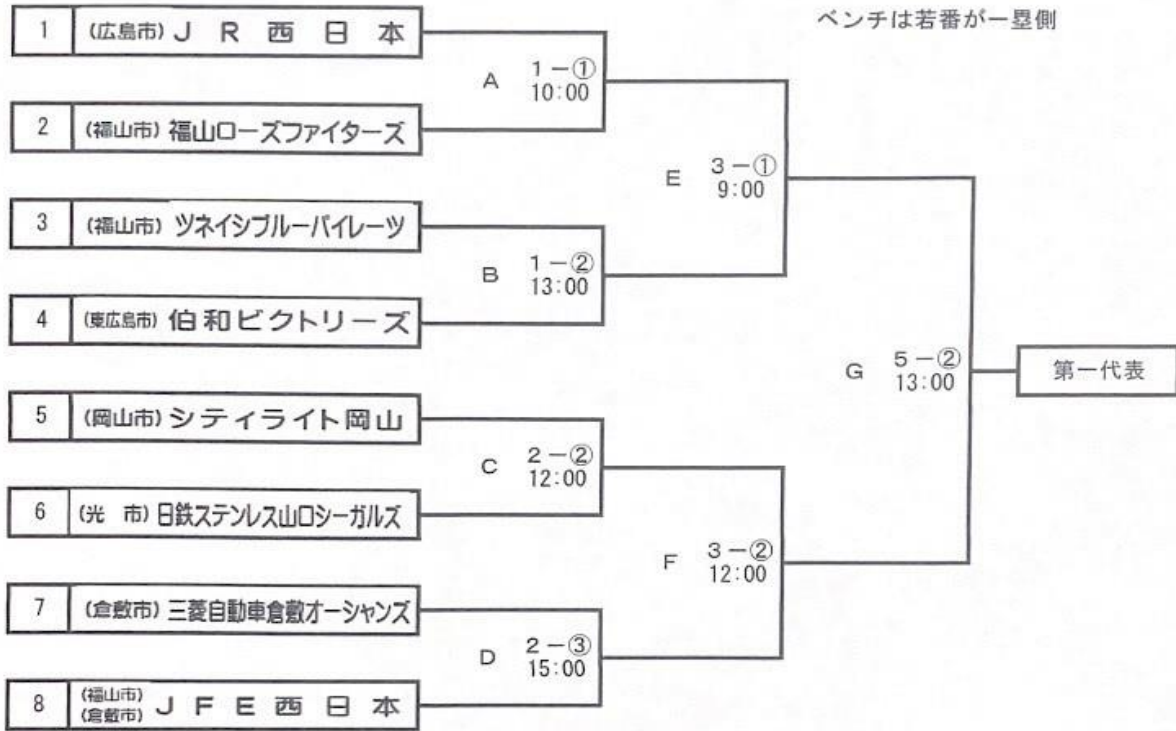 ベンチは若番が一塁側
1 (広島市) JR西日本
A 1-①
10:00
2 (福山市) 福山ローズファイターズ
E 3-①
9:00
3 (福山市) ツネイシブルーパイレーツ
B 1-②
13:00
4 (東広島市) 伯和ビクトリーズ
G 5-②
13:00
第一代表
5 (岡山市) シティライト岡山
C 2-②
12:00
6 (光 市) 日鉄ステンレス山口シーガルズ
F 3-②
12:00
7 (倉敷市) 三菱自動車倉敷オーシャンズ
D 2-③
15:00
8 (福山市)
(倉敷市) JFE西日本